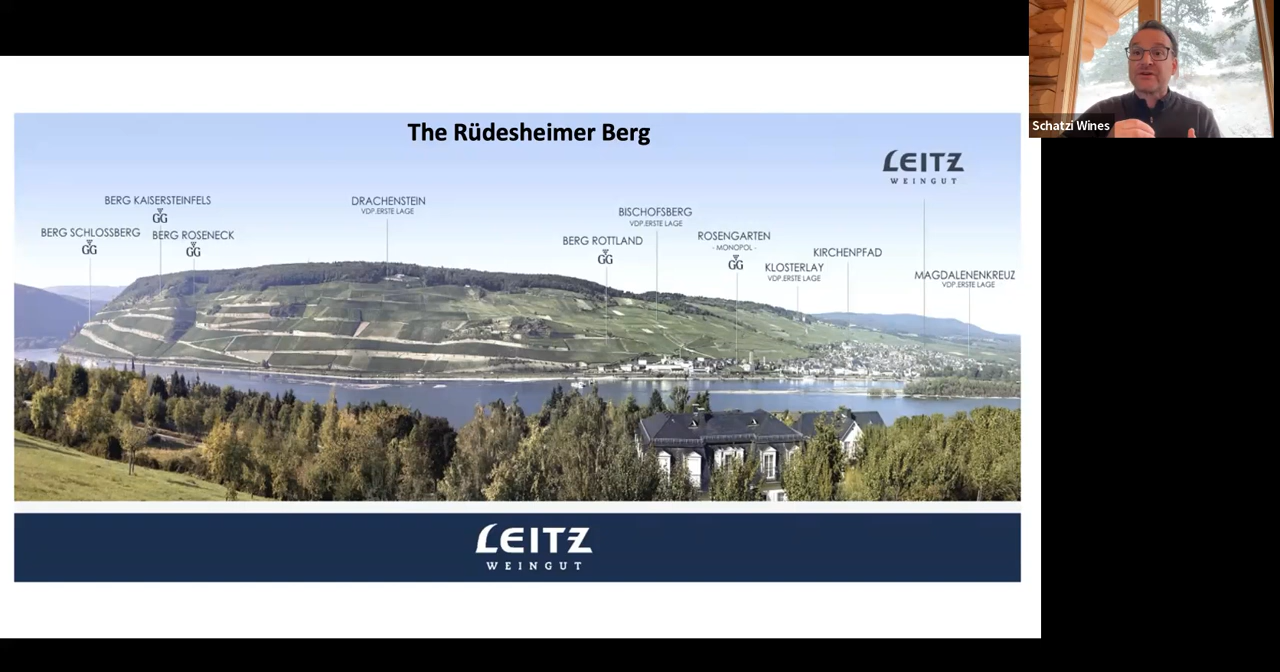 The Rüdesheimer Berg
LEITZ
WEINGUT
BERG KAISERSTEINFELS
GG
BERG SCHLOSSBERG
GG
BERG ROSENECK
GG
DRACHENSTEIN
VDP.ERSTE LAGE
BERG ROTTLAND
GG
BISCHOFSBERG
VDP.ERSTE LAGE
ROSENGARTEN
- MONOPOL -
GG
KLOSTERLAY
VDP.ERSTE LAGE
KIRCHENPFAD
MAGDALENENKREUZ
VDP.ERSTE LAGE
LEITZ
WEINGUT
Schatzi Wines